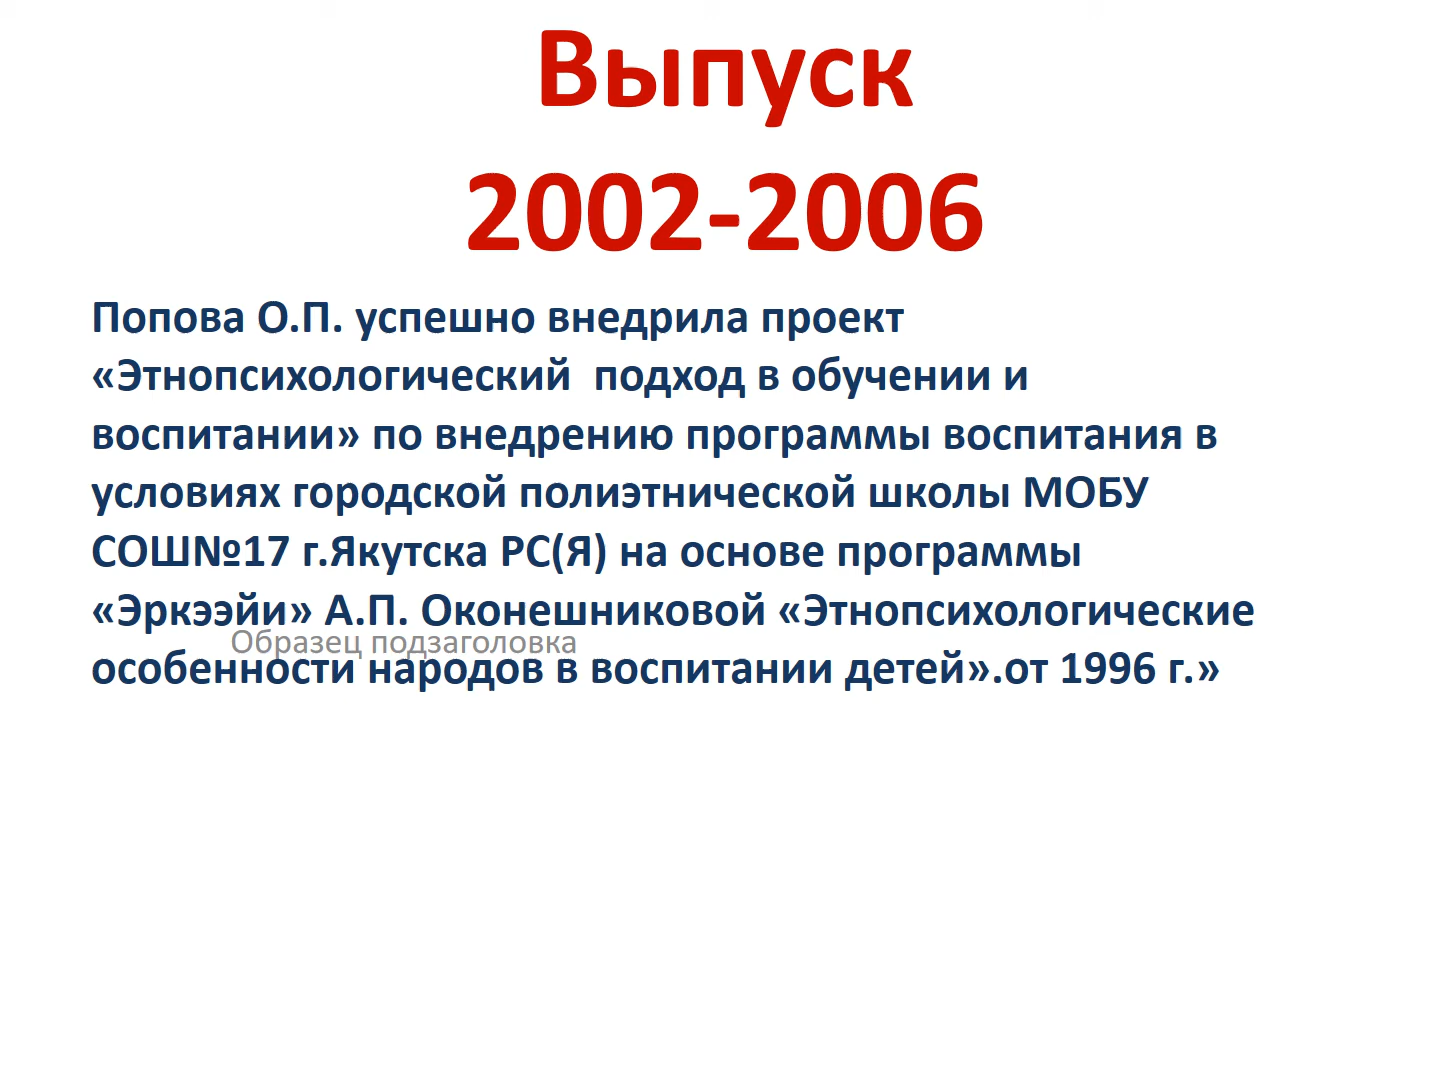 Выпуск
2002-2006
Попова О.П. успешно внедрила проект
«Этнопсихологический  подход в обучении и
воспитании» по внедрению программы воспитания в
условиях городской полиэтнической школы МОБУ
СОШ№17 г.Якутска РС(Я) на основе программы
«Эркээйи» А.П. Оконешниковой «Этнопсихологические
Образец подзаголовка
особенности народов в воспитании детей».от 1996 г.»